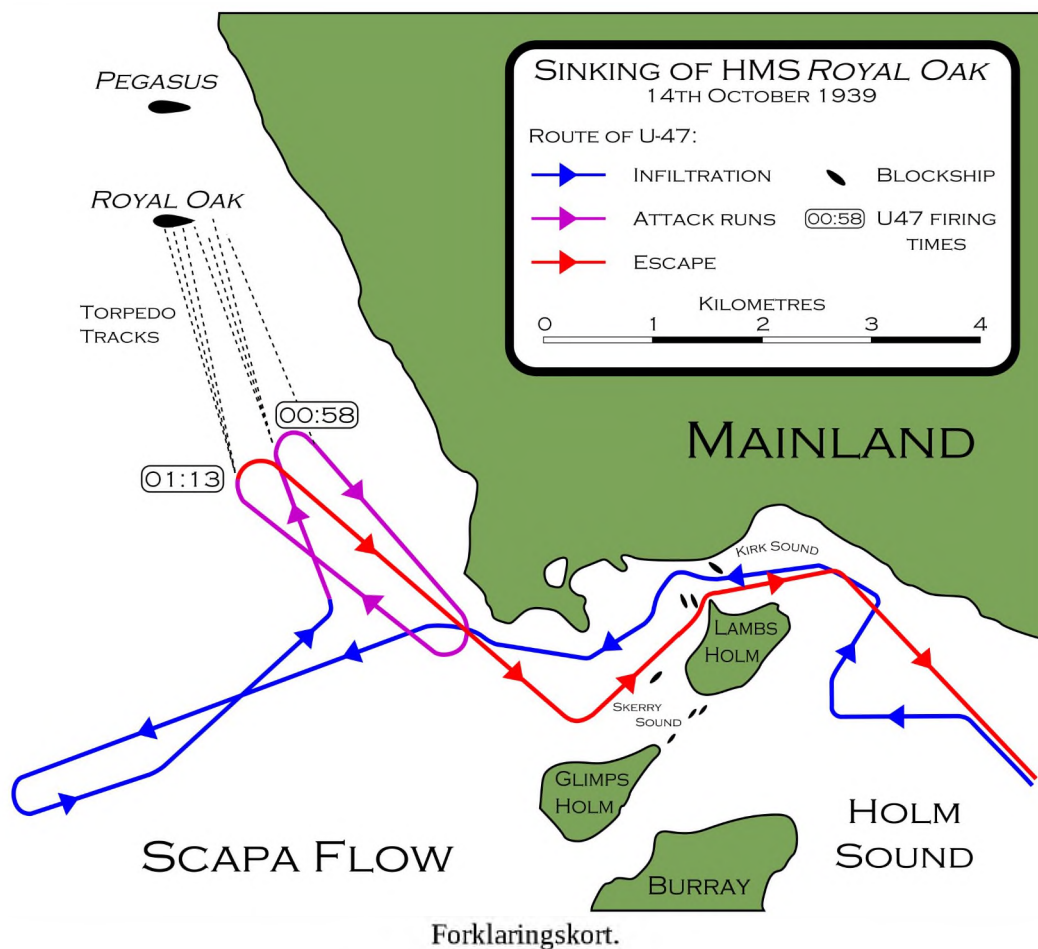 PEGASUS
ROYAL OAK
TORPEDO
TRACKS
00:58
01:13
SINKING OF HMS ROYAL OAK
14TH OCTOBER 1939
ROUTE OF U-47:
INFILTRATION
BLOCKSHIP
ATTACK RUNS
00:58
U47 FIRING
TIMES
ESCAPE
KILOMETRES
0 1 2 3 4
MAINLAND
KIRK SOUND
LAMBS
HOLM
SKERRY
SOUND
GLIMPS
HOLM
HOLM
SOUND
SCAPA FLOW
BURRAY
Forklaringskort.